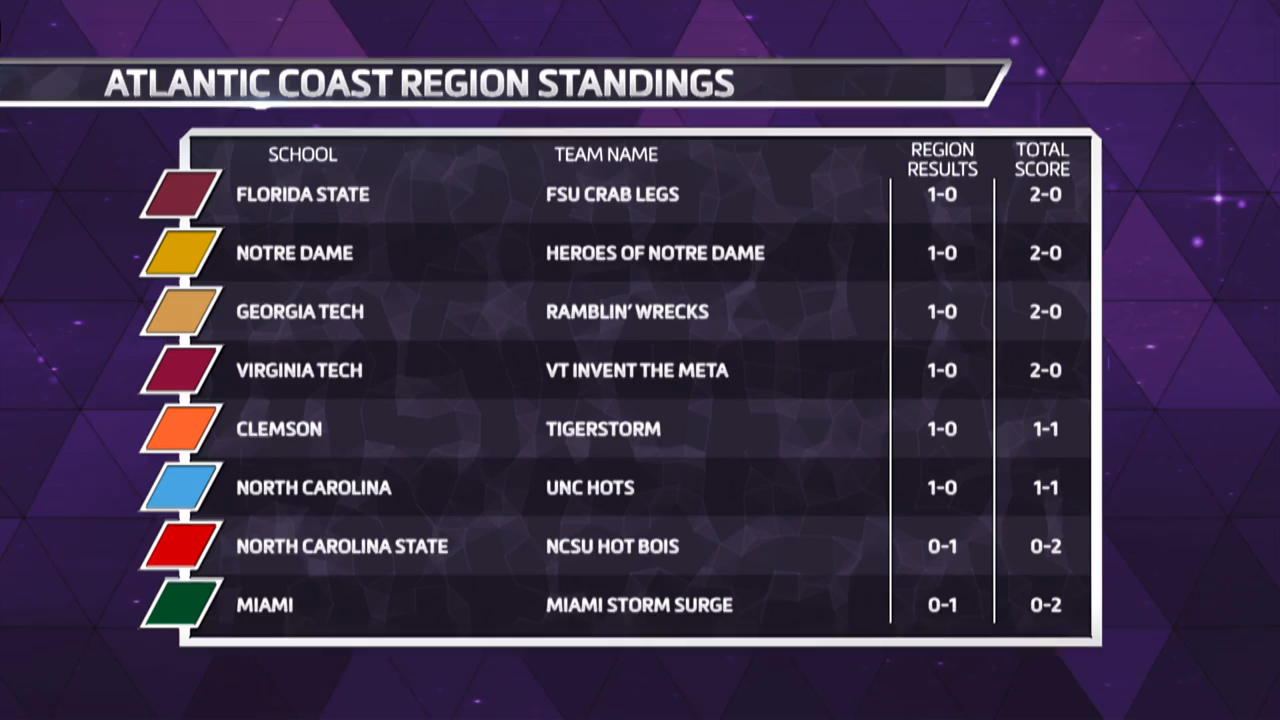 ATLANTIC COAST REGION STANDINGS
SCHOOL TEAM NAME REGION RESULTS TOTAL SCORE
FLORIDA STATE FSU CRAB LEGS 1-0 2-0
NOTRE DAME HEROES OF NOTRE DAME 1-0 2-0
GEORGIA TECH RAMBLIN' WRECKS 1-0 2-0
VIRGINIA TECH VT INVENT THE META 1-0 2-0
CLEMSON TIGERSTORM 1-0 1-1
NORTH CAROLINA UNC HOTS 1-0 1-1
NORTH CAROLINA STATE NCSU HOT BOIS 0-1 0-2
MIAMI MIAMI STORM SURGE 0-1 0-2